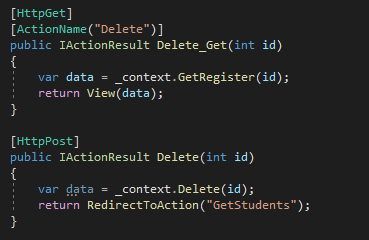 [HttpGet]
[ActionName("Delete")]
public IActionResult Delete_Get(int id)
{
var data = _context.GetRegister(id);
return View(data);
}
[HttpPost]
public IActionResult Delete(int id)
{
var data = _context.Delete(id);
return RedirectToAction("GetStudents");
}